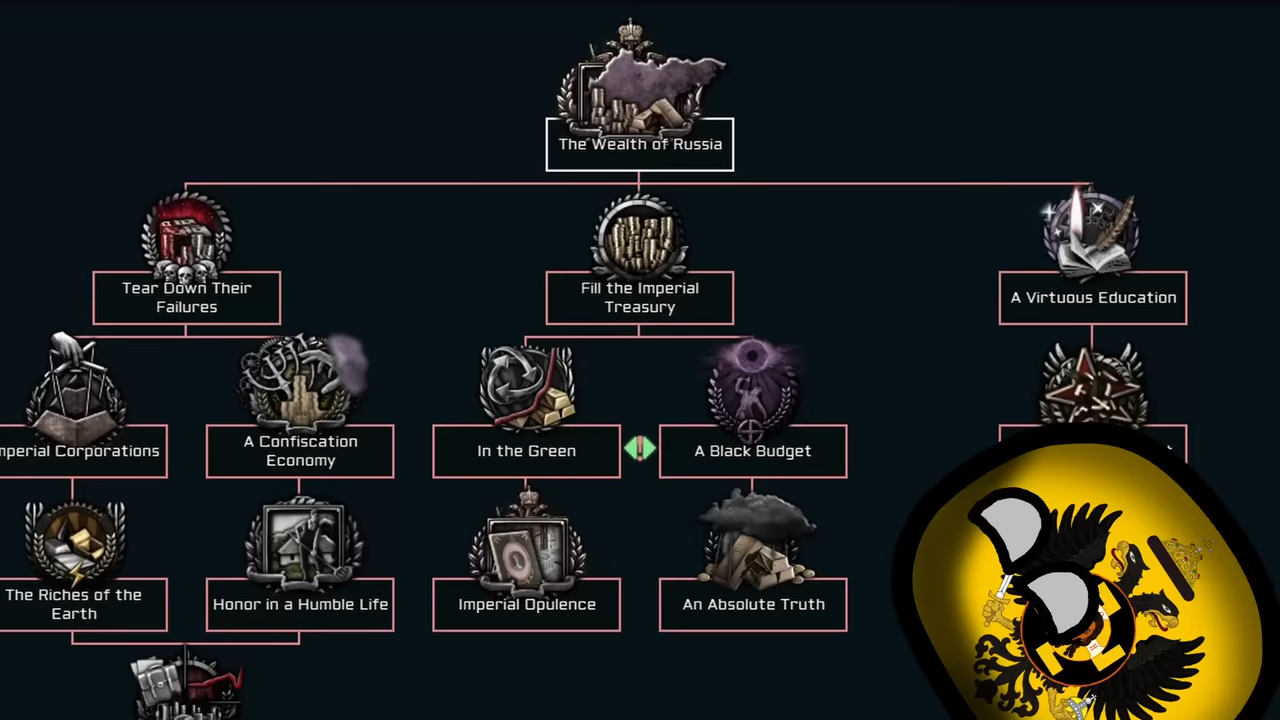 The Wealth of Russia
Tear Down Their
Failures
Fill the Imperial
Treasury
A Virtuous Education
mperial Corporations
A Confiscation
Economy
In the Green
A Black Budget
The Riches of the
Earth
Honor in a Humble Life
Imperial Opulence
An Absolute Truth